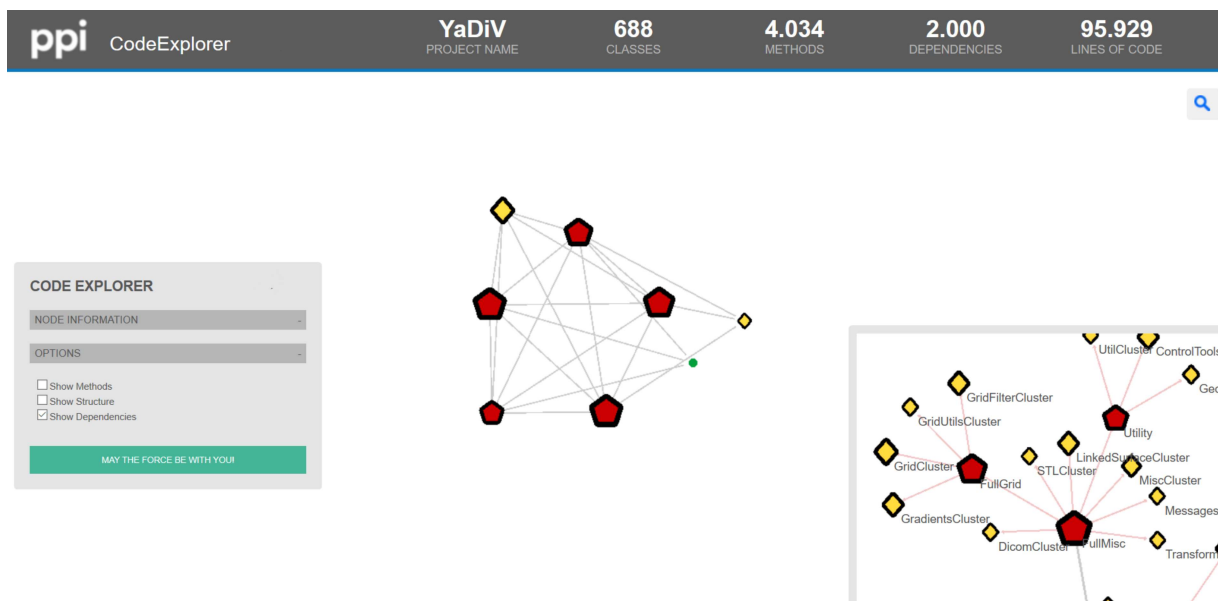 ppi CodeExplorer
YaDiV 688 4.034 2.000 95.929
PROJECT NAME CLASSES METHODS DEPENDENCIES LINES OF CODE
CODE EXPLORER
NODE INFORMATION -
OPTIONS -
Show Methods
Show Structure
Show Dependencies
MAY THE FORCE BE WITH YOU!
UtilCluster
ControlTools
GridFilterCluster
GridUtilsCluster
Utility
GridCluster
FullGrid
STLCluster
LinkedSurfaceCluster
MiscCluster
Messages
GradientsCluster
DicomCluster
FullMisc
Transform